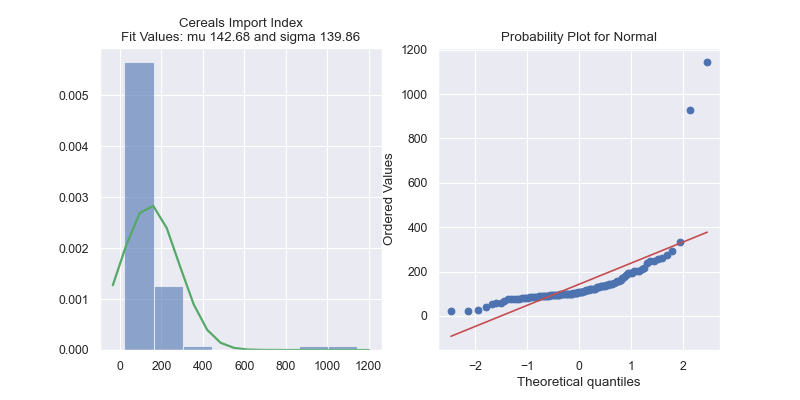 Cereals Import Index
Fit Values: mu 142.68 and sigma 139.86
0.005
0.004
0.003
0.002
0.001
0.000
0 200 400 600 800 1000 1200
Probability Plot for Normal
Ordered Values
1200
1000
800
600
400
200
0
−2 −1 0 1 2
Theoretical quantiles